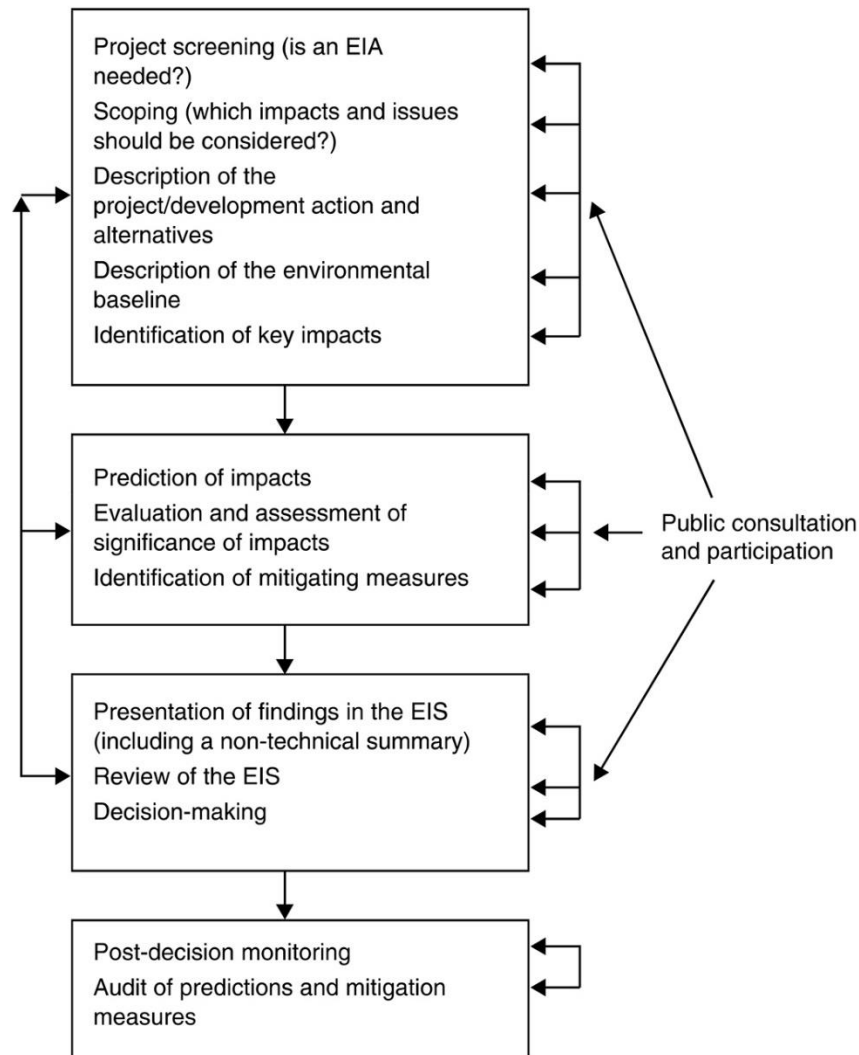 Project screening (is an EIA
needed?)
Scoping (which impacts and issues
should be considered?)
Description of the
project/development action and
alternatives
Description of the environmental
baseline
Identification of key impacts
Prediction of impacts
Evaluation and assessment of
significance of impacts
Identification of mitigating measures
Public consultation
and participation
Presentation of findings in the EIS
(including a non-technical summary)
Review of the EIS
Decision-making
Post-decision monitoring
Audit of predictions and mitigation
measures